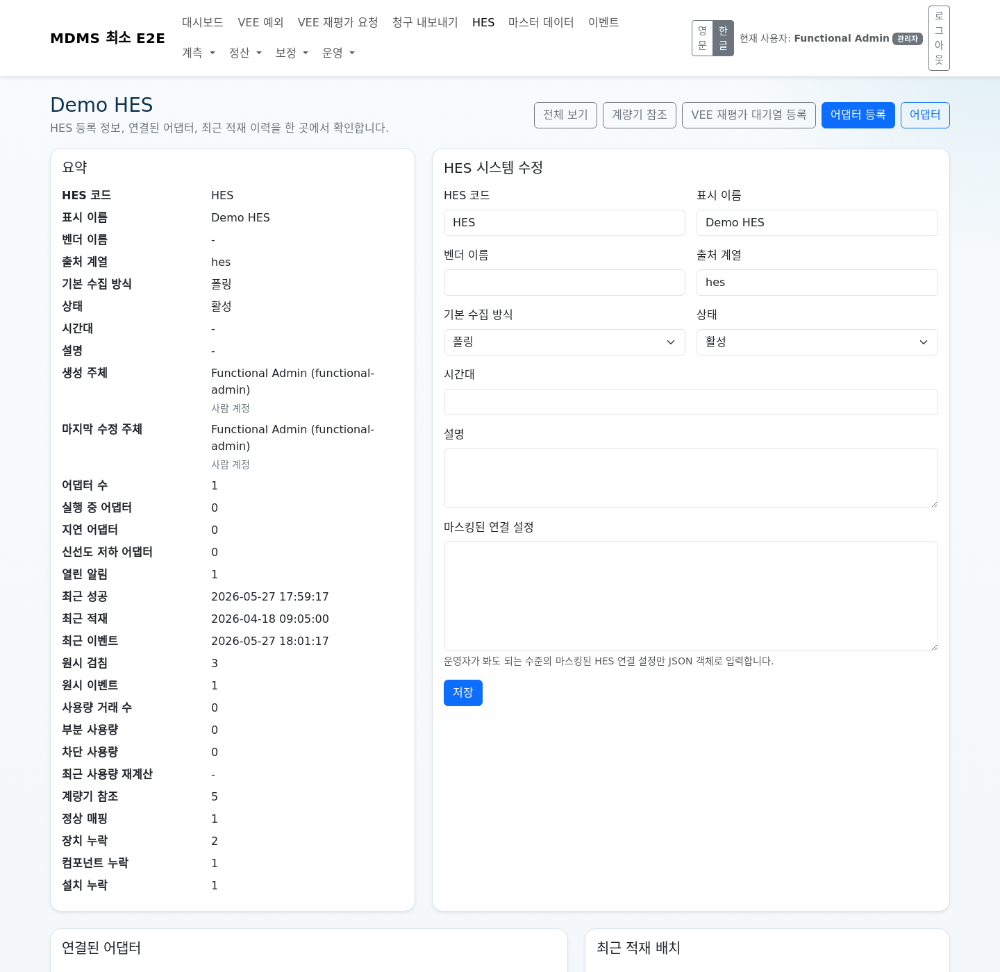 MDMS 최소 E2E
대시보드 VEE 예외 VEE 재평가 요청 청구 내보내기 HES 마스터 데이터 이벤트
계측 정산 보정 운영
영문 한글 현재 사용자: Functional Admin 관리자 로그아웃
Demo HES
HES 등록 정보, 연결된 어댑터, 최근 적재 이력을 한 곳에서 확인합니다.
전체 보기 계량기 참조 VEE 재평가 대기열 등록 어댑터 등록 어댑터
요약
HES 코드 HES
표시 이름 Demo HES
벤더 이름 -
출처 계열 hes
기본 수집 방식 폴링
상태 활성
시간대 -
설명 -
생성 주체 Functional Admin (functional-
admin)
사람 계정
마지막 수정 주체 Functional Admin (functional-
admin)
사람 계정
어댑터 수 1
실행 중 어댑터 0
지연 어댑터 0
신선도 저하 어댑터 0
열린 알림 1
최근 성공 2026-05-27 17:59:17
최근 적재 2026-04-18 09:05:00
최근 이벤트 2026-05-27 18:01:17
원시 검침 3
원시 이벤트 1
사용량 거래 수 0
부분 사용량 0
차단 사용량 0
최근 사용량 재계산 -
계량기 참조 5
정상 매핑 1
장치 누락 2
컴포넌트 누락 1
설치 누락 1
HES 시스템 수정
HES 코드 표시 이름
HES Demo HES
벤더 이름 출처 계열
hes
기본 수집 방식 상태
폴링 활성
시간대
설명
마스킹된 연결 설정
운영자가 봐도 되는 수준의 마스킹된 HES 연결 설정만 JSON 객체로 입력합니다.
저장
연결된 어댑터
최근 적재 배치